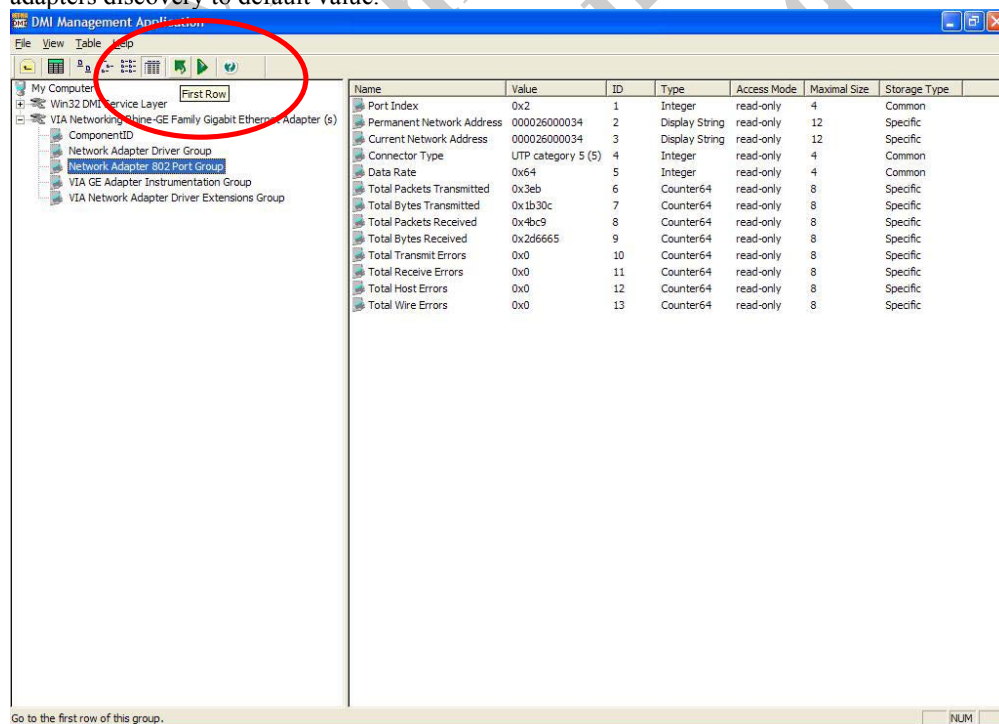 adapters discovery to default value.
DMI Management Application
File View Table Help
First Row
My Computer
Win32 DMI Service Layer
VIA Networking Rhine-GE Family Gigabit Ethernet Adapter (s)
ComponentID
Network Adapter Driver Group
Network Adapter 802 Port Group
VIA GE Adapter Instrumentation Group
VIA Network Adapter Driver Extensions Group
Name Value ID Type Access Mode Maximal Size Storage Type
Port Index 0x2 1 Integer read-only 4 Common
Permanent Network Address 000026000034 2 Display String read-only 12 Specific
Current Network Address 000026000034 3 Display String read-only 12 Specific
Connector Type UTP category 5 (5) 4 Integer read-only 4 Common
Data Rate 0x64 5 Integer read-only 4 Common
Total Packets Transmitted 0x3eb 6 Counter64 read-only 8 Specific
Total Bytes Transmitted 0x1b30c 7 Counter64 read-only 8 Specific
Total Packets Received 0x4bc9 8 Counter64 read-only 8 Specific
Total Bytes Received 0x2d6665 9 Counter64 read-only 8 Specific
Total Transmit Errors 0x0 10 Counter64 read-only 8 Specific
Total Receive Errors 0x0 11 Counter64 read-only 8 Specific
Total Host Errors 0x0 12 Counter64 read-only 8 Specific
Total Wire Errors 0x0 13 Counter64 read-only 8 Specific
Go to the first row of this group.
NUM